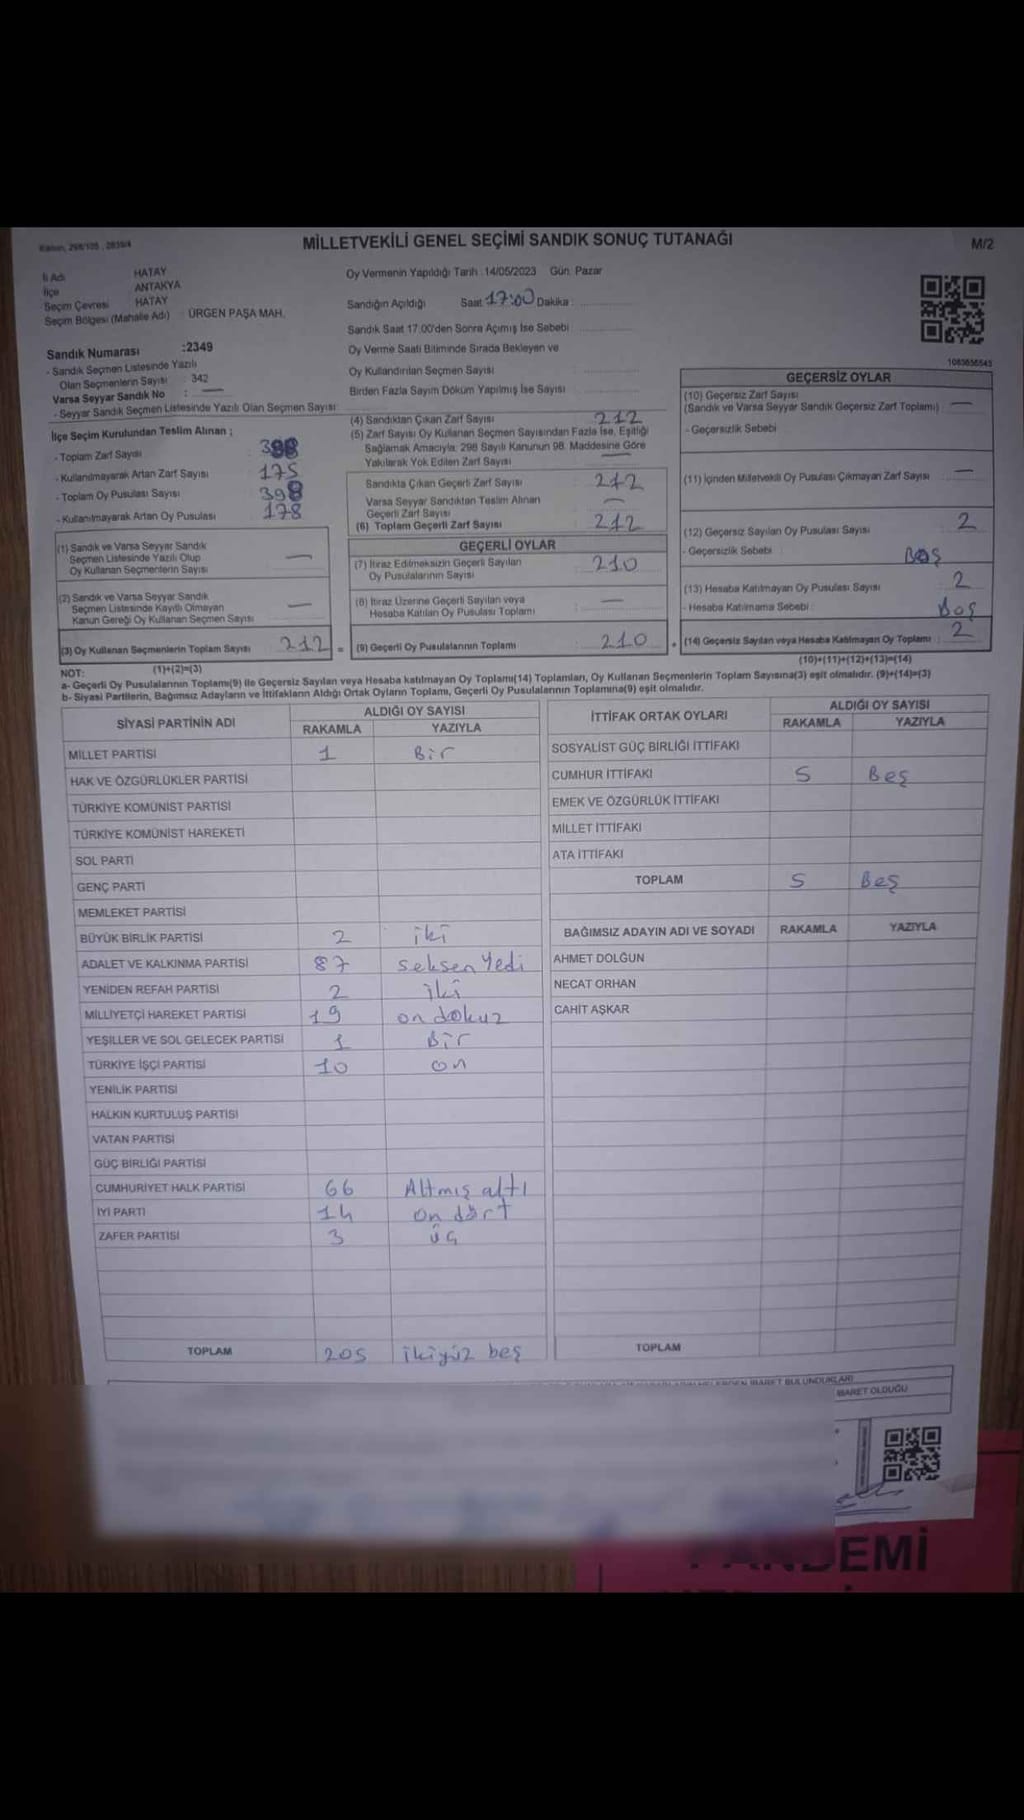 Kanun, 298/105 , 2839/4
MİLLETVEKİLİ GENEL SEÇİMİ SANDIK SONUÇ TUTANAĞI
M/2
İl Adı HATAY
İlçe ANTAKYA
Seçim Çevresi HATAY
Seçim Bölgesi (Mahalle Adı) : ÜRGEN PAŞA MAH.
Sandık Numarası :2349
- Sandık Seçmen Listesinde Yazılı
Olan Seçmenlerin Sayısı : 342
Varsa Seyyar Sandık No : —
- Seyyar Sandık Seçmen Listesinde Yazılı Olan Seçmen Sayısı:
İlçe Seçim Kurulundan Teslim Alınan ;
- Toplam Zarf Sayısı : 398
- Kullanılmayarak Artan Zarf Sayısı : 175
- Toplam Oy Pusulası Sayısı : 398
- Kullanılmayarak Artan Oy Pusulası : 178
(1) Sandık ve Varsa Seyyar Sandık
Seçmen Listesinde Yazılı Olup
Oy Kullanan Seçmenlerin Sayısı —
(2) Sandık ve Varsa Seyyar Sandık
Seçmen Listesinde Kayıtlı Olmayan
Kanun Gereği Oy Kullanan Seçmen Sayısı —
(3) Oy Kullanan Seçmenlerin Toplam Sayısı : 212 =
Oy Vermenin Yapıldığı Tarih : 14/05/2023 Gün: Pazar
Sandığın Açıldığı Saat 17:00 Dakika :
Sandık Saat 17.00'den Sonra Açılmış İse Sebebi :
Oy Verme Saati Bitiminde Sırada Bekleyen ve
Oy Kullandırılan Seçmen Sayısı :
Birden Fazla Sayım Döküm Yapılmış İse Sayısı :
(4) Sandıktan Çıkan Zarf Sayısı : 212
(5) Zarf Sayısı Oy Kullanan Seçmen Sayısından Fazla İse, Eşitliği
Sağlamak Amacıyla; 298 Sayılı Kanunun 98. Maddesine Göre
Yakılarak Yok Edilen Zarf Sayısı : —
Sandıkta Çıkan Geçerli Zarf Sayısı : 212
Varsa Seyyar Sandıktan Teslim Alınan
Geçerli Zarf Sayısı : —
(6) Toplam Geçerli Zarf Sayısı : 212
GEÇERLİ OYLAR
(7) İtiraz Edilmeksizin Geçerli Sayılan
Oy Pusulalarının Sayısı : 210
(8) İtiraz Üzerine Geçerli Sayılan veya
Hesaba Katılan Oy Pusulası Toplamı : —
(9) Geçerli Oy Pusulalarının Toplamı : 210 +
1083656543
GEÇERSİZ OYLAR
(10) Geçersiz Zarf Sayısı
(Sandık ve Varsa Seyyar Sandık Geçersiz Zarf Toplamı) : —
- Geçersizlik Sebebi :
(11) İçinden Milletvekili Oy Pusulası Çıkmayan Zarf Sayısı : —
(12) Geçersiz Sayılan Oy Pusulası Sayısı : 2
- Geçersizlik Sebebi : BOŞ
(13) Hesaba Katılmayan Oy Pusulası Sayısı : 2
- Hesaba Katılmama Sebebi : Boş
(14) Geçersiz Sayılan veya Hesaba Katılmayan Oy Toplamı : 2
NOT: (1)+(2)=(3)
(10)+(11)+(12)+(13)=(14)
a- Geçerli Oy Pusulalarının Toplamı(9) ile Geçersiz Sayılan veya Hesaba katılmayan Oy Toplamı(14) Toplamları, Oy Kullanan Seçmenlerin Toplam Sayısına(3) eşit olmalıdır. (9)+(14)=(3)
b- Siyasi Partilerin, Bağımsız Adayların ve İttifakların Aldığı Ortak Oyların Toplamı, Geçerli Oy Pusulalarının Toplamına(9) eşit olmalıdır.
SİYASİ PARTİNİN ADI ALDIĞI OY SAYISI
RAKAMLA YAZIYLA
MİLLET PARTİSİ 1 Bir
HAK VE ÖZGÜRLÜKLER PARTİSİ
TÜRKİYE KOMÜNİST PARTİSİ
TÜRKİYE KOMÜNİST HAREKETİ
SOL PARTİ
GENÇ PARTİ
MEMLEKET PARTİSİ
BÜYÜK BİRLİK PARTİSİ 2 iki
ADALET VE KALKINMA PARTİSİ 87 seksen Yedi
YENİDEN REFAH PARTİSİ 2 iki
MİLLİYETÇİ HAREKET PARTİSİ 19 on dokuz
YEŞİLLER VE SOL GELECEK PARTİSİ 1 Bir
TÜRKİYE İŞÇİ PARTİSİ 10 on
YENİLİK PARTİSİ
HALKIN KURTULUŞ PARTİSİ
VATAN PARTİSİ
GÜÇ BİRLİĞİ PARTİSİ
CUMHURİYET HALK PARTİSİ 66 Altmış altı
İYİ PARTİ 14 on dört
ZAFER PARTİSİ 3 üç
TOPLAM 205 ikiyüz beş
İTTİFAK ORTAK OYLARI ALDIĞI OY SAYISI
RAKAMLA YAZIYLA
SOSYALİST GÜÇ BİRLİĞİ İTTİFAKI
CUMHUR İTTİFAKI 5 Beş
EMEK VE ÖZGÜRLÜK İTTİFAKI
MİLLET İTTİFAKI
ATA İTTİFAKI
TOPLAM 5 Beş
BAĞIMSIZ ADAYIN ADI VE SOYADI RAKAMLA YAZIYLA
AHMET DOLĞUN
NECAT ORHAN
CAHİT AŞKAR
TOPLAM
İBARET BULUNDUKLARI
İBARET OLDUĞU
PANDEMİ